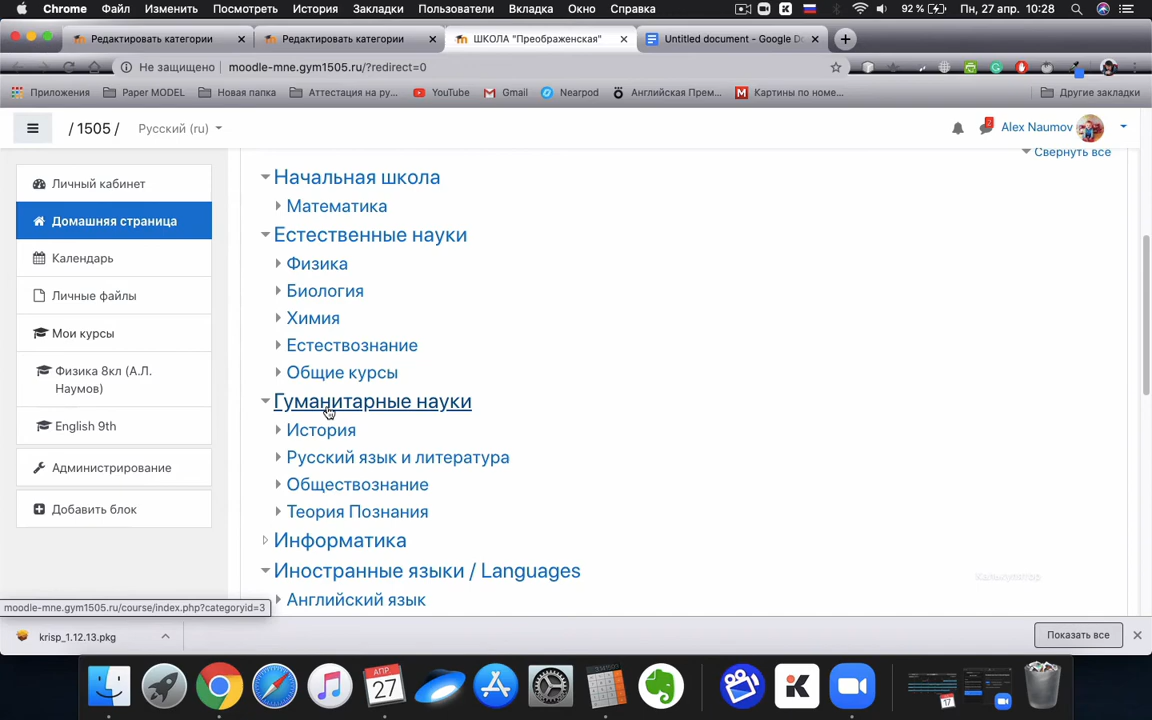 Chrome Файл Изменить Посмотреть История Закладки Пользователи Вкладка Окно Справка 92 % Пн, 27 апр. 10:28
Редактировать категории × Редактировать категории × ШКОЛА "Преображенская" × Untitled document - Google Do ×
Не защищено | moodle-mne.gym1505.ru/?redirect=0
Приложения Paper MODEL Новая папка Аттестация на ру... YouTube Gmail Nearpod Английская Прем... Картины по номе... Другие закладки
/ 1505 / Русский (ru) 2 Alex Naumov
Свернуть все
Личный кабинет
Домашняя страница
Календарь
Личные файлы
Мои курсы
Физика 8кл (А.Л.
Наумов)
English 9th
Администрирование
Добавить блок
Начальная школа
Математика
Естественные науки
Физика
Биология
Химия
Естествознание
Общие курсы
Гуманитарные науки
История
Русский язык и литература
Обществознание
Теория Познания
Информатика
Иностранные языки / Languages
Английский язык
Калькулятор
moodle-mne.gym1505.ru/course/index.php?categoryid=3
krisp_1.12.13.pkg
Показать все
АПР
27
17